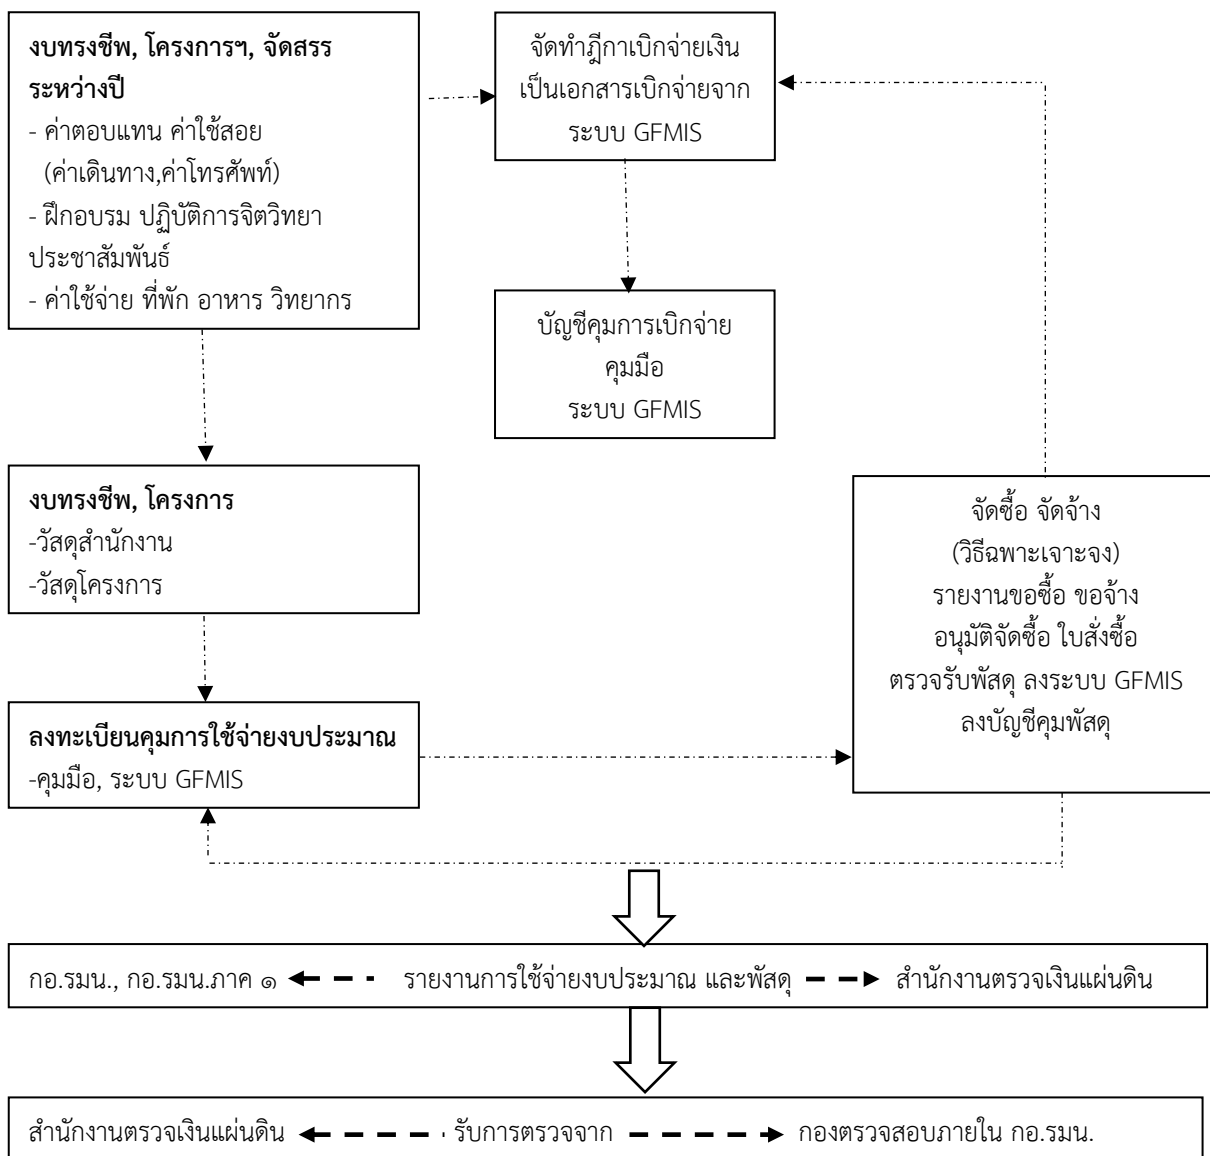 งบทรงชีพ, โครงการฯ, จัดสรร
ระหว่างปี
- ค่าตอบแทน ค่าใช้สอย
(ค่าเดินทาง,ค่าโทรศัพท์)
- ฝึกอบรม ปฏิบัติการจิตวิทยา
ประชาสัมพันธ์
- ค่าใช้จ่าย ที่พัก อาหาร วิทยากร
จัดทำฎีกาเบิกจ่ายเงิน
เป็นเอกสารเบิกจ่ายจาก
ระบบ GFMIS
บัญชีคุมการเบิกจ่าย
คุมมือ
ระบบ GFMIS
งบทรงชีพ, โครงการ
-วัสดุสำนักงาน
-วัสดุโครงการ
จัดซื้อ จัดจ้าง
(วิธีฉพาะเจาะจง)
รายงานขอซื้อ ขอจ้าง
อนุมัติจัดซื้อ ใบสั่งซื้อ
ตรวจรับพัสดุ ลงระบบ GFMIS
ลงบัญชีคุมพัสดุ
ลงทะเบียนคุมการใช้จ่ายงบประมาณ
-คุมมือ, ระบบ GFMIS
กอ.รมน., กอ.รมน.ภาค ๑ รายงานการใช้จ่ายงบประมาณ และพัสดุ สำนักงานตรวจเงินแผ่นดิน
สำนักงานตรวจเงินแผ่นดิน รับการตรวจจาก กองตรวจสอบภายใน กอ.รมน.